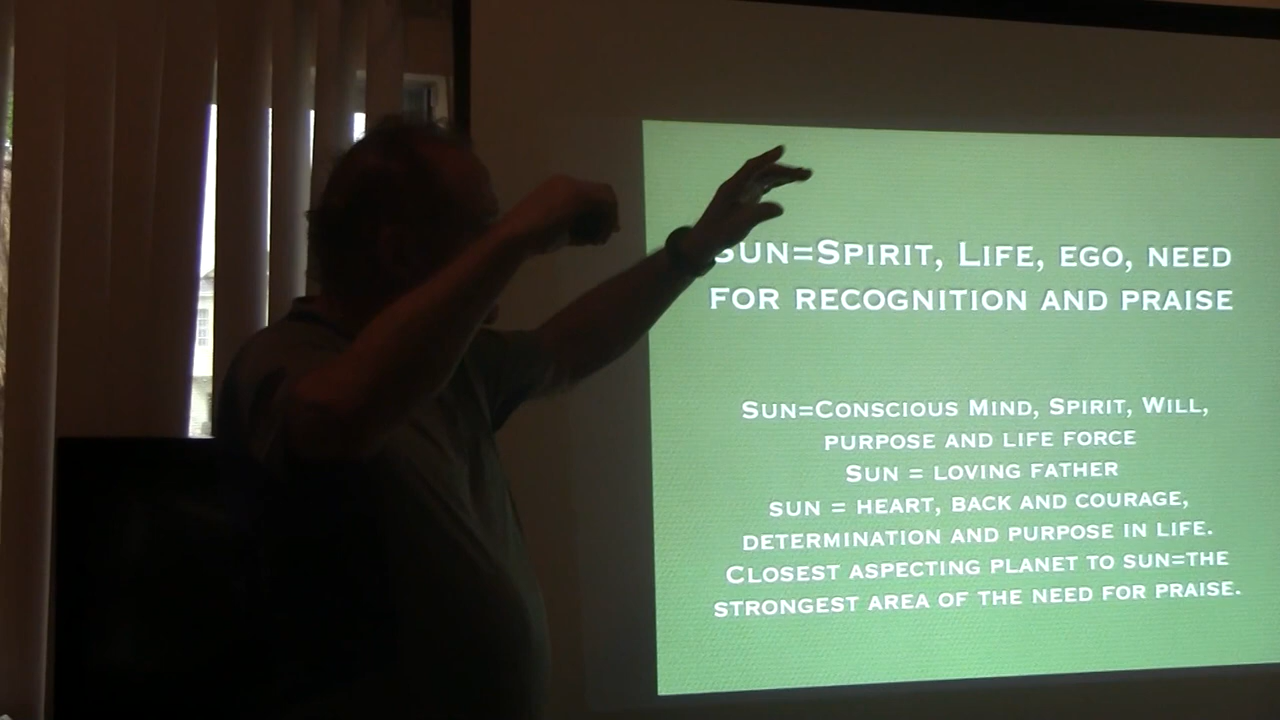 Sun=Spirit, Life, ego, need
for recognition and praise
Sun=Conscious Mind, Spirit, Will,
purpose and life force
Sun = loving father
sun = heart, back and courage,
determination and purpose in life.
Closest aspecting planet to sun=the
strongest area of the need for praise.